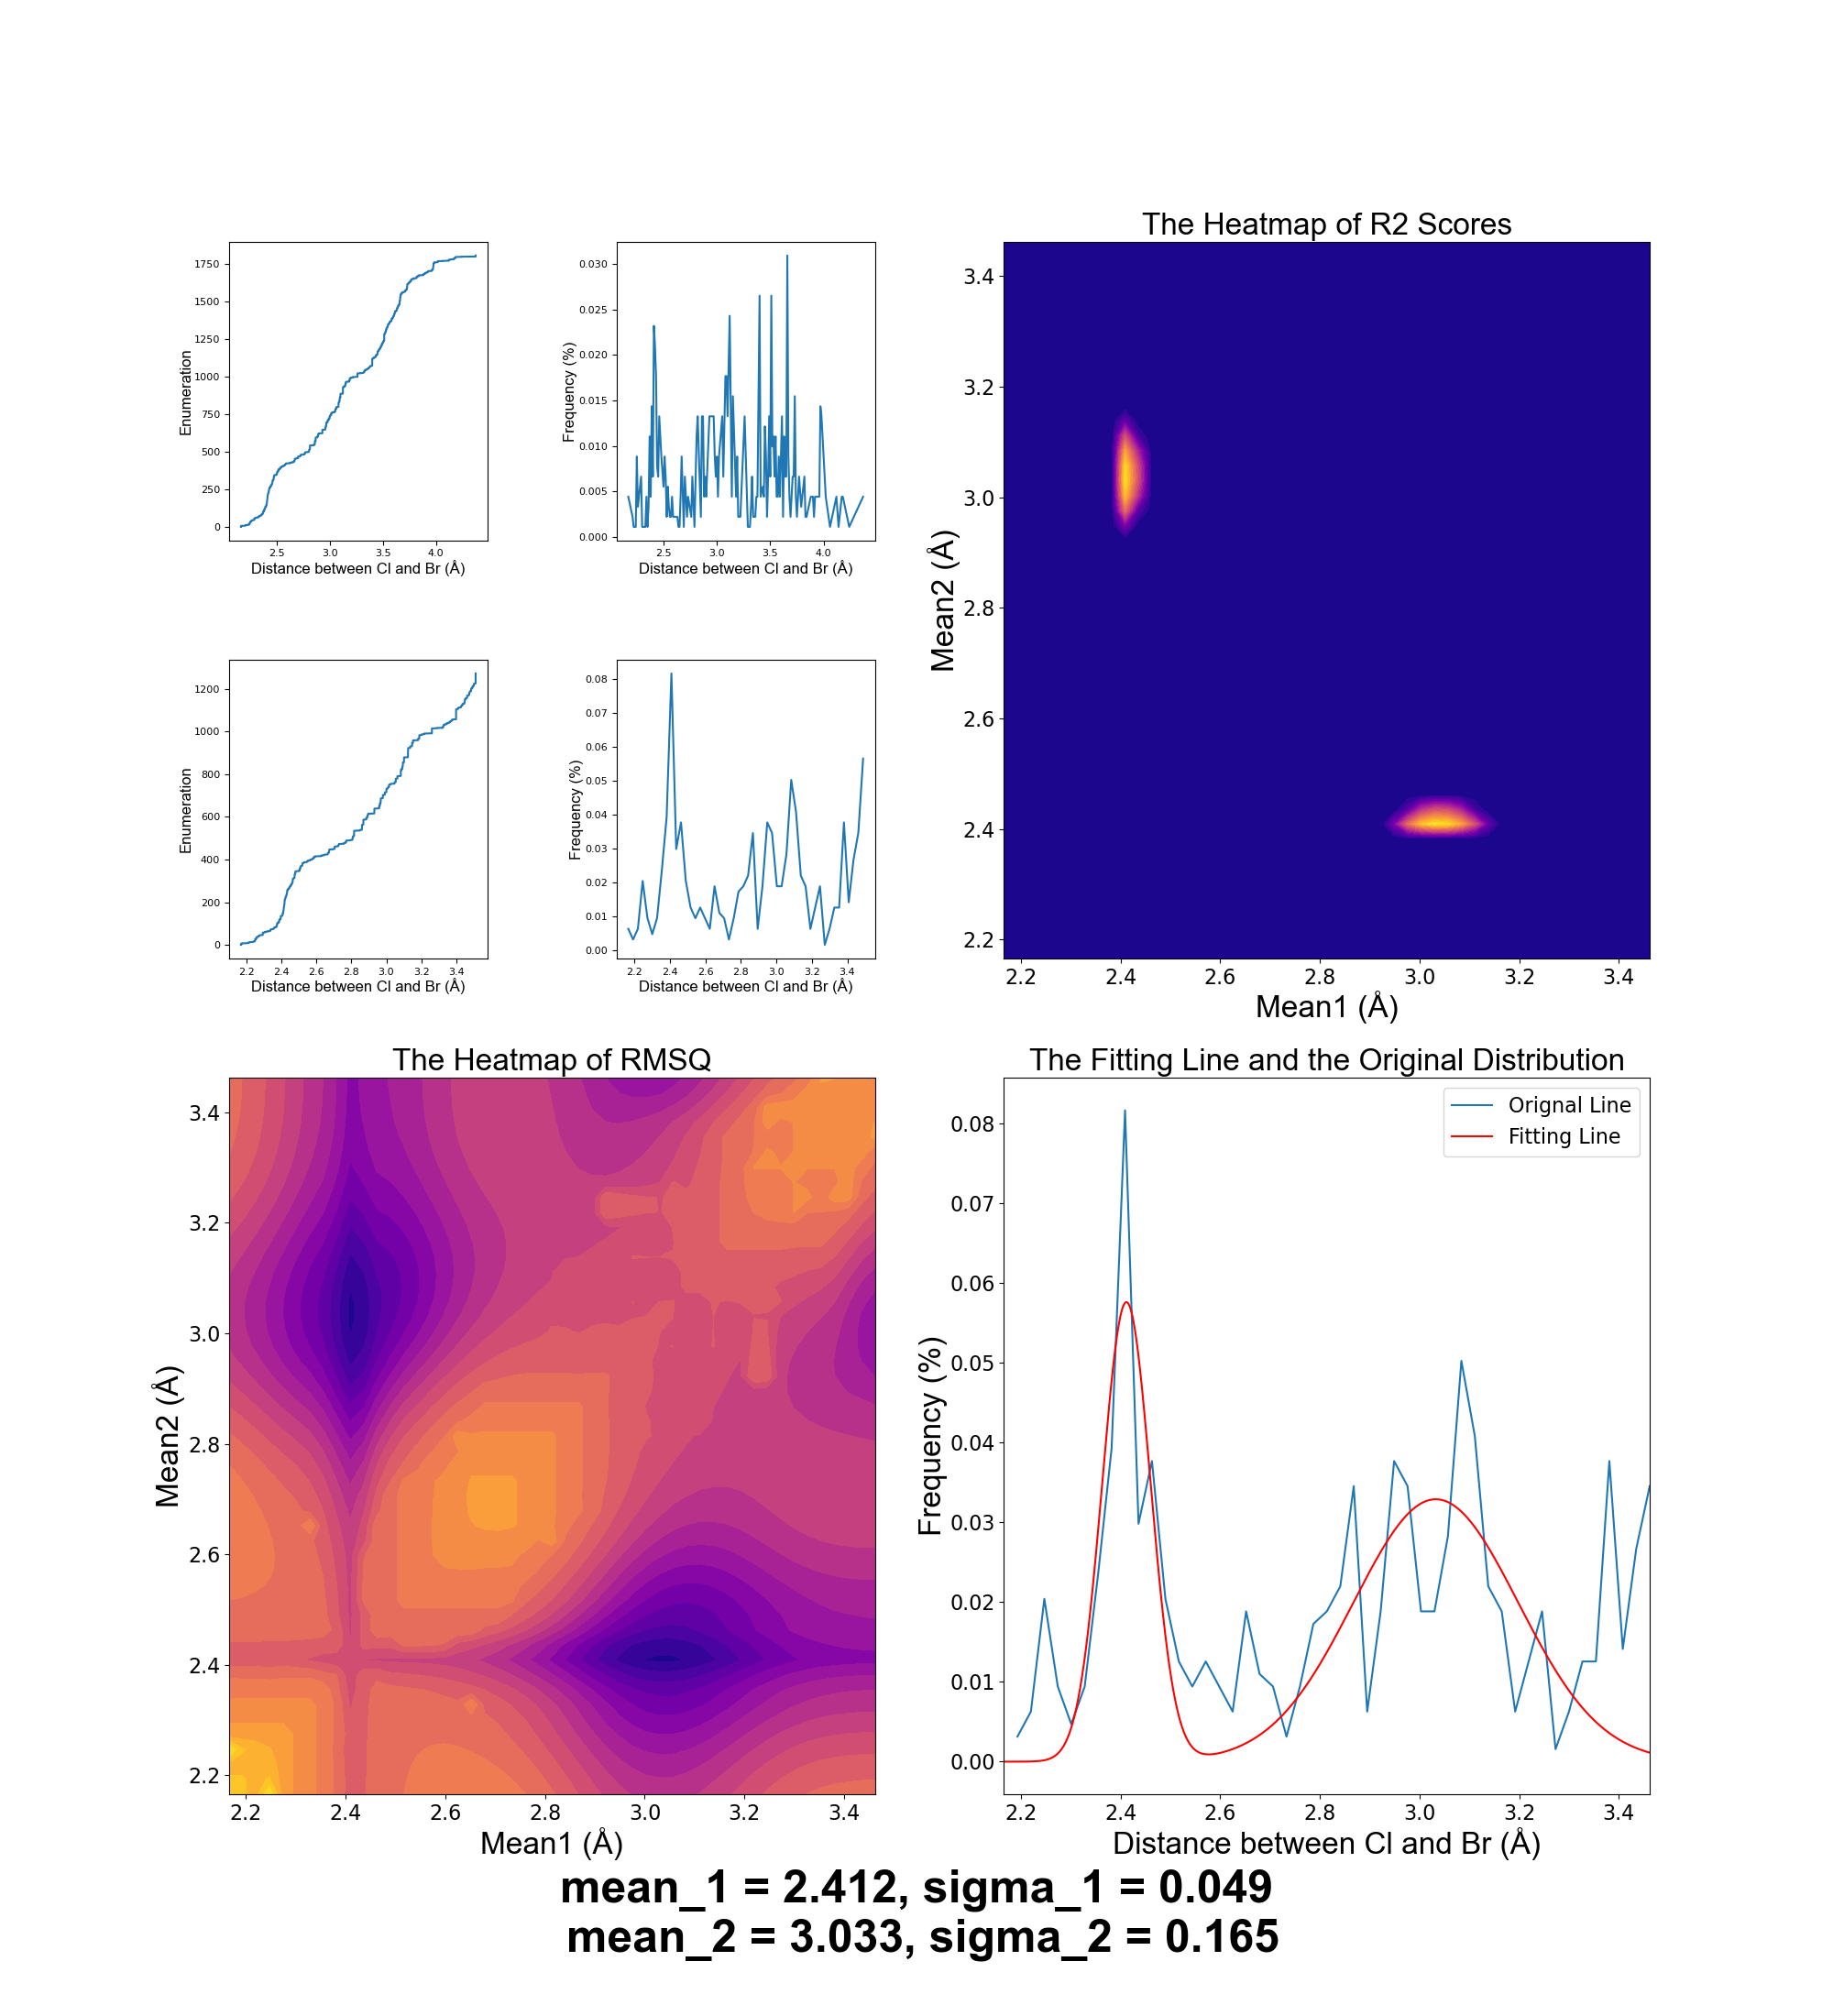 1750
1500
1250
1000
750
500
250
0
Enumeration
2.5 3.0 3.5 4.0
Distance between Cl and Br (Å)
0.030
0.025
0.020
0.015
0.010
0.005
0.000
Frequency (%)
2.5 3.0 3.5 4.0
Distance between Cl and Br (Å)
The Heatmap of R2 Scores
3.4
3.2
3.0
2.8
2.6
2.4
2.2
Mean2 (Å)
2.2 2.4 2.6 2.8 3.0 3.2 3.4
Mean1 (Å)
1200
1000
800
600
400
200
0
Enumeration
2.2 2.4 2.6 2.8 3.0 3.2 3.4
Distance between Cl and Br (Å)
0.08
0.07
0.06
0.05
0.04
0.03
0.02
0.01
0.00
Frequency (%)
2.2 2.4 2.6 2.8 3.0 3.2 3.4
Distance between Cl and Br (Å)
The Heatmap of RMSQ
3.4
3.2
3.0
2.8
2.6
2.4
2.2
Mean2 (Å)
2.2 2.4 2.6 2.8 3.0 3.2 3.4
Mean1 (Å)
The Fitting Line and the Original Distribution
Orignal Line
Fitting Line
0.08
0.07
0.06
0.05
0.04
0.03
0.02
0.01
0.00
Frequency (%)
2.2 2.4 2.6 2.8 3.0 3.2 3.4
Distance between Cl and Br (Å)
mean_1 = 2.412, sigma_1 = 0.049
mean_2 = 3.033, sigma_2 = 0.165